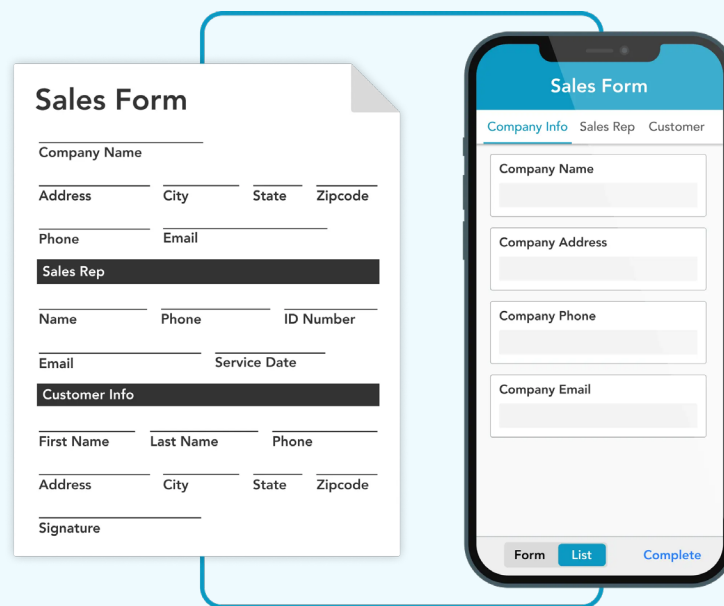 Sales Form
Company Name
Address City State Zipcode
Phone Email
Sales Rep
Name Phone ID Number
Email Service Date
Customer Info
First Name Last Name Phone
Address City State Zipcode
Signature
Sales Form
Company Info Sales Rep Customer
Company Name
Company Address
Company Phone
Company Email
Form List Complete